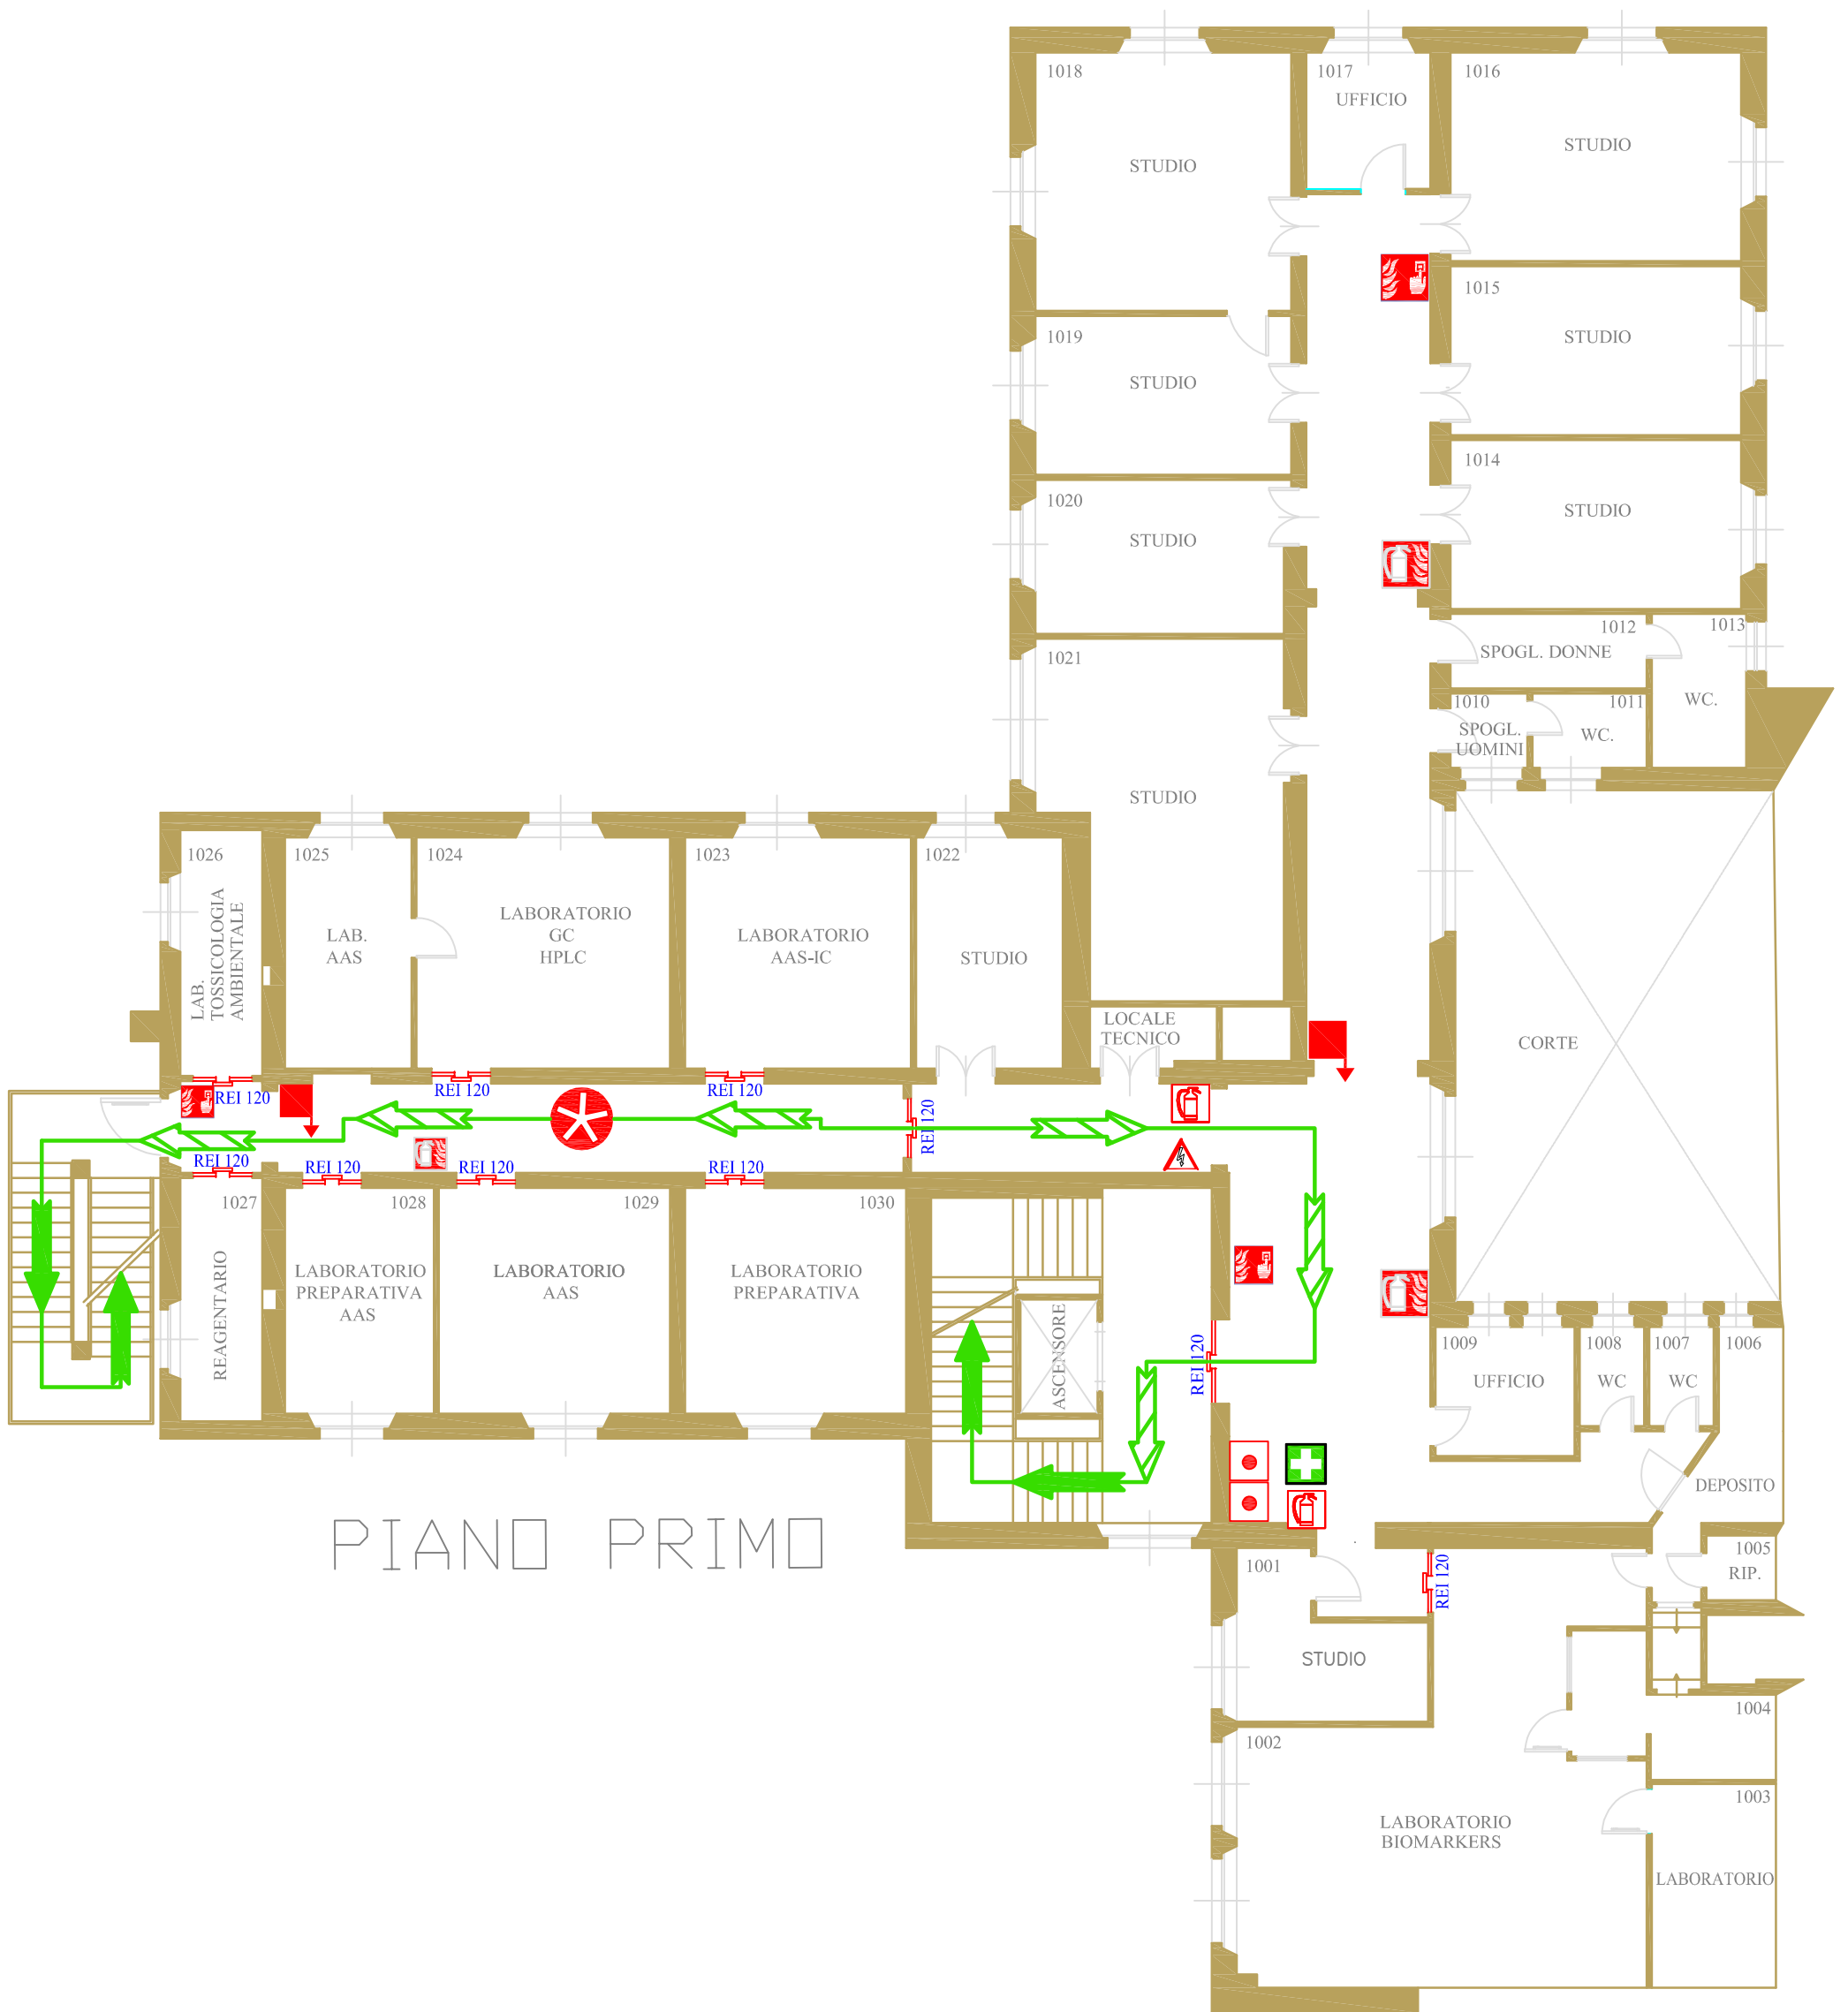 1018
STUDIO
1017
UFFICIO
1016
STUDIO
1015
STUDIO
1019
STUDIO
1014
STUDIO
1020
STUDIO
1012
SPOGL. DONNE
1013
WC.
1010
SPOGL.
UOMINI
1011
WC.
1021
STUDIO
1026
LAB.
TOSSICOLOGIA
AMBIENTALE
1025
LAB.
AAS
1024
LABORATORIO
GC
HPLC
1023
LABORATORIO
AAS-IC
1022
STUDIO
LOCALE
TECNICO
CORTE
REI 120
REI 120
REI 120
REI 120
REI 120
REI 120
REI 120
REI 120
1027
REAGENTARIO
1028
LABORATORIO
PREPARATIVA
AAS
1029
LABORATORIO
AAS
1030
LABORATORIO
PREPARATIVA
ASCENSORE
REI 120
1009
UFFICIO
1008
WC
1007
WC
1006
DEPOSITO
PIANO PRIMO
1001
STUDIO
REI 120
1005
RIP.
1004
1002
LABORATORIO
BIOMARKERS
1003
LABORATORIO